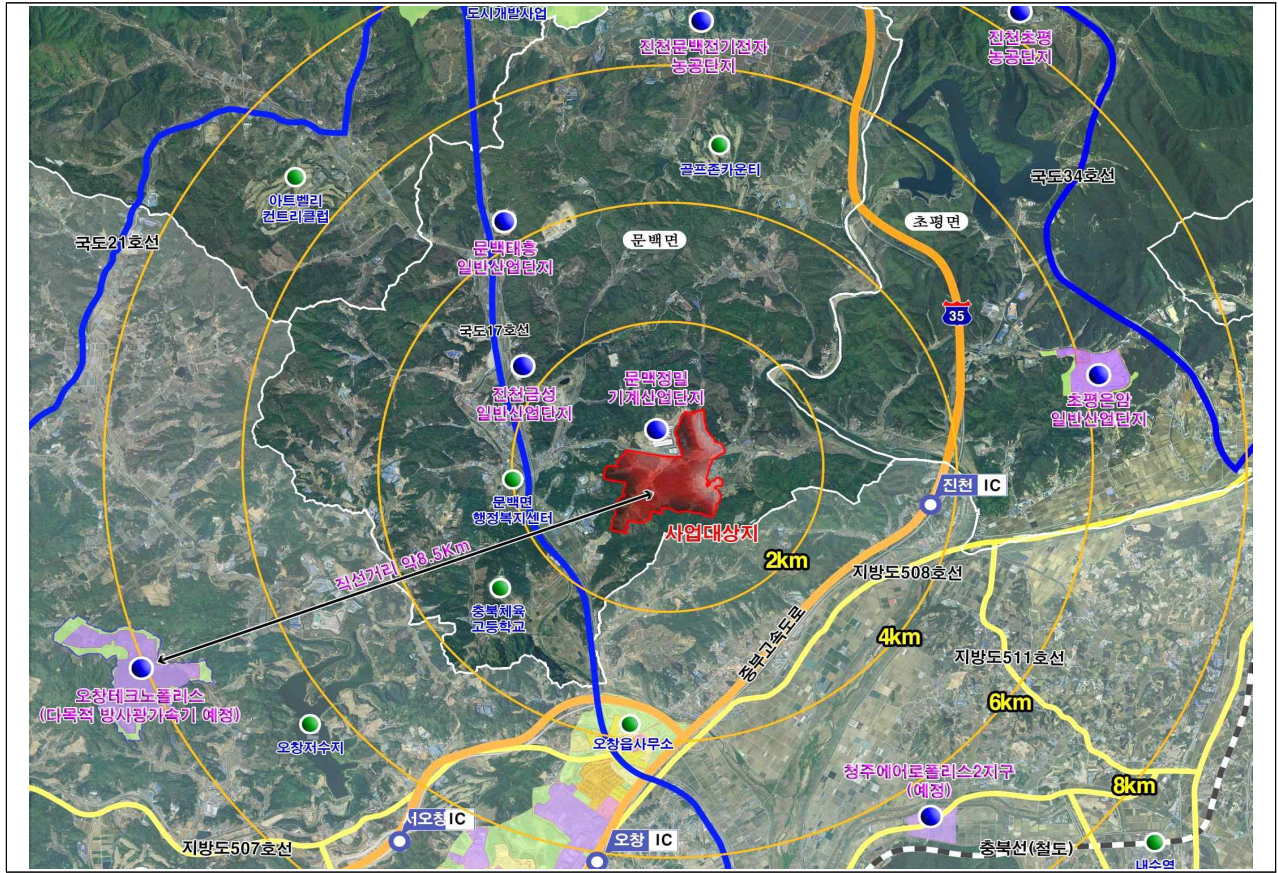 도시개발사업
진천문백전기전자
농공단지
진천초평
농공단지
골프존카운티
국도34호선
아트밸리
컨트리클럽
초평면
국도21호선
문백면
문백태흥
일반산업단지
35
국도17호선
진천금성
일반산업단지
문백정밀
기계산업단지
초평은암
일반산업단지
진천 IC
문백면
행정복지센터
사업대상지
2km
직선거리 약8.5Km
지방도508호선
충북체육
고등학교
중부고속도로
4km
지방도511호선
오창테크노폴리스
(다목적 방사광가속기 예정)
6km
오창저수지
오창읍사무소
청주에어로폴리스2지구
(예정)
8km
서오창 IC
오창 IC
지방도507호선
충북선(철도)
내수역